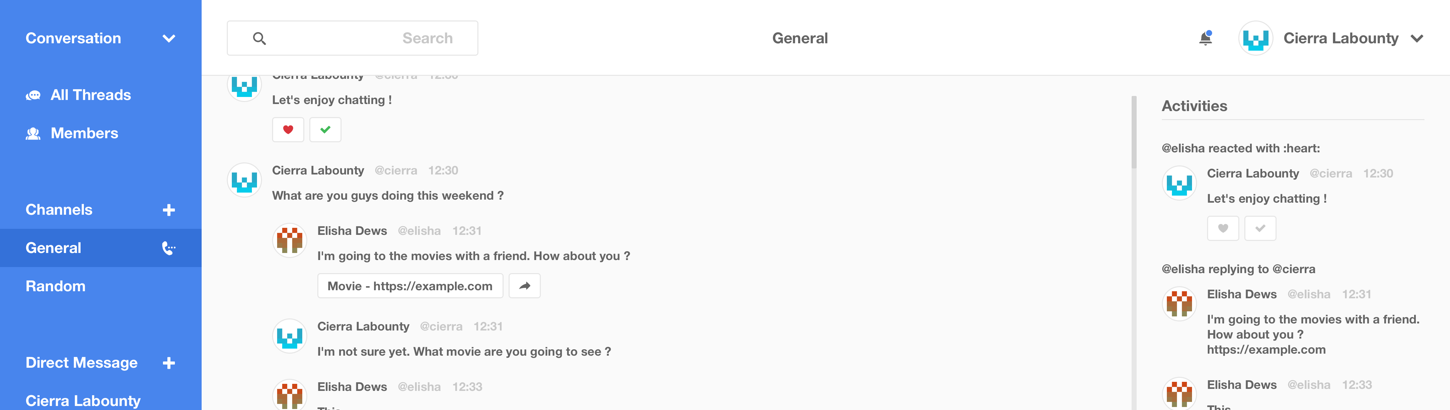 Conversation
All Threads
Members
Channels
General
Random
Direct Message
Cierra Labounty
Search
General
Cierra Labounty
Cierra Labounty @cierra 12:30
Let's enjoy chatting !
Cierra Labounty @cierra 12:30
What are you guys doing this weekend ?
Elisha Dews @elisha 12:31
I'm going to the movies with a friend. How about you ?
Movie - https://example.com
Cierra Labounty @cierra 12:31
I'm not sure yet. What movie are you going to see ?
Elisha Dews @elisha 12:33
This
Activities
@elisha reacted with :heart:
Cierra Labounty @cierra 12:30
Let's enjoy chatting !
@elisha replying to @cierra
Elisha Dews @elisha 12:31
I'm going to the movies with a friend.
How about you ?
https://example.com
Elisha Dews @elisha 12:33
This